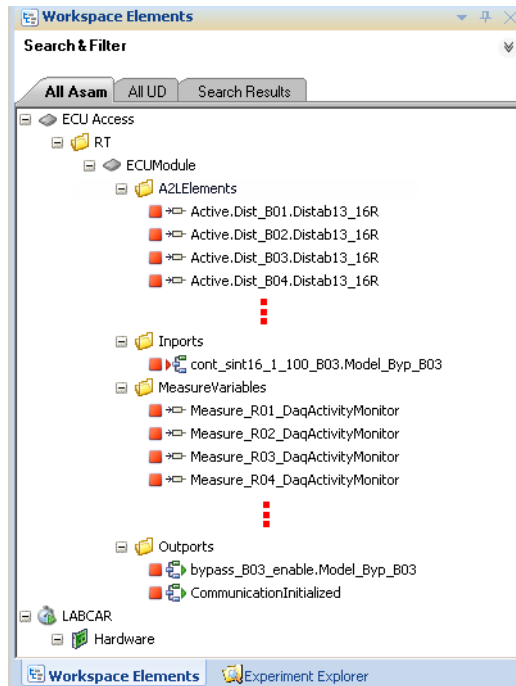 Workspace Elements
Search & Filter
All Asam
All UD
Search Results
ECU Access
RT
ECUModule
A2LElements
Active.Dist_B01.Distab13_16R
Active.Dist_B02.Distab13_16R
Active.Dist_B03.Distab13_16R
Active.Dist_B04.Distab13_16R
Inports
cont_sint16_1_100_B03.Model_Byp_B03
MeasureVariables
Measure_R01_DaqActivityMonitor
Measure_R02_DaqActivityMonitor
Measure_R03_DaqActivityMonitor
Measure_R04_DaqActivityMonitor
Outports
bypass_B03_enable.Model_Byp_B03
CommunicationInitialized
LABCAR
Hardware
Workspace Elements
Experiment Explorer